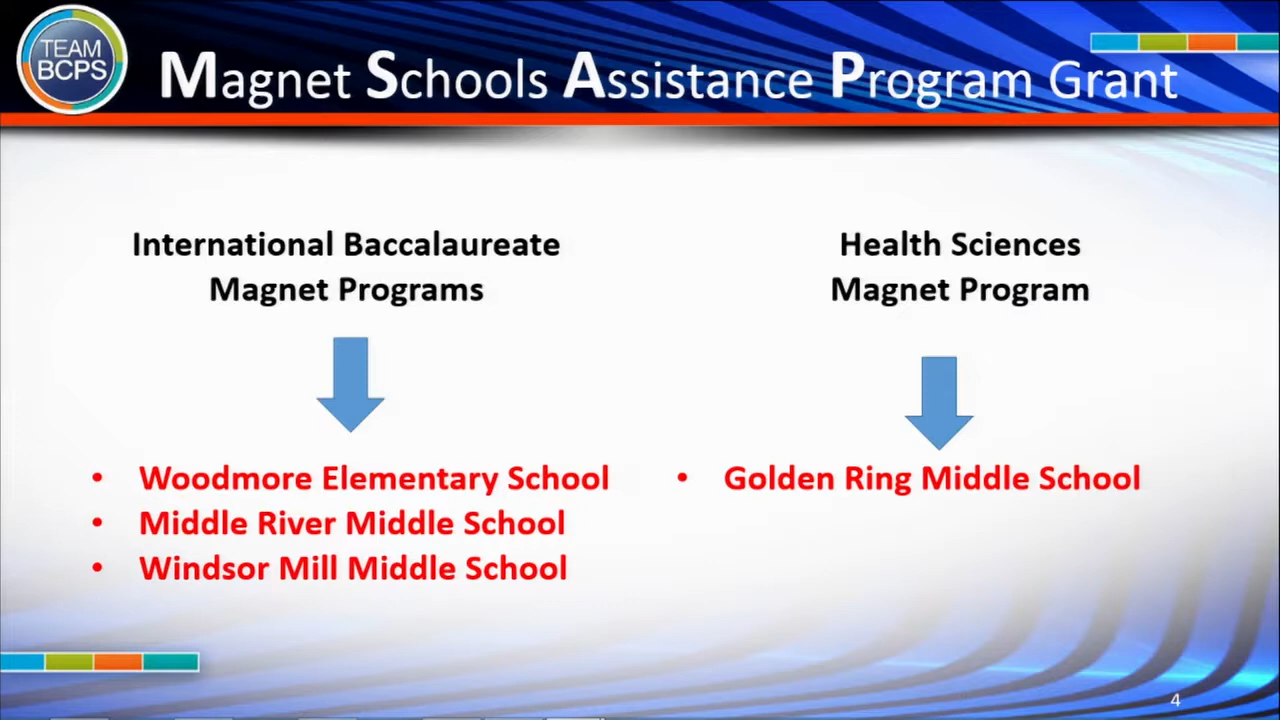 TEAM
BCPS
Magnet Schools Assistance Program Grant
International Baccalaureate
Magnet Programs
• Woodmore Elementary School
• Middle River Middle School
• Windsor Mill Middle School
Health Sciences
Magnet Program
• Golden Ring Middle School
4